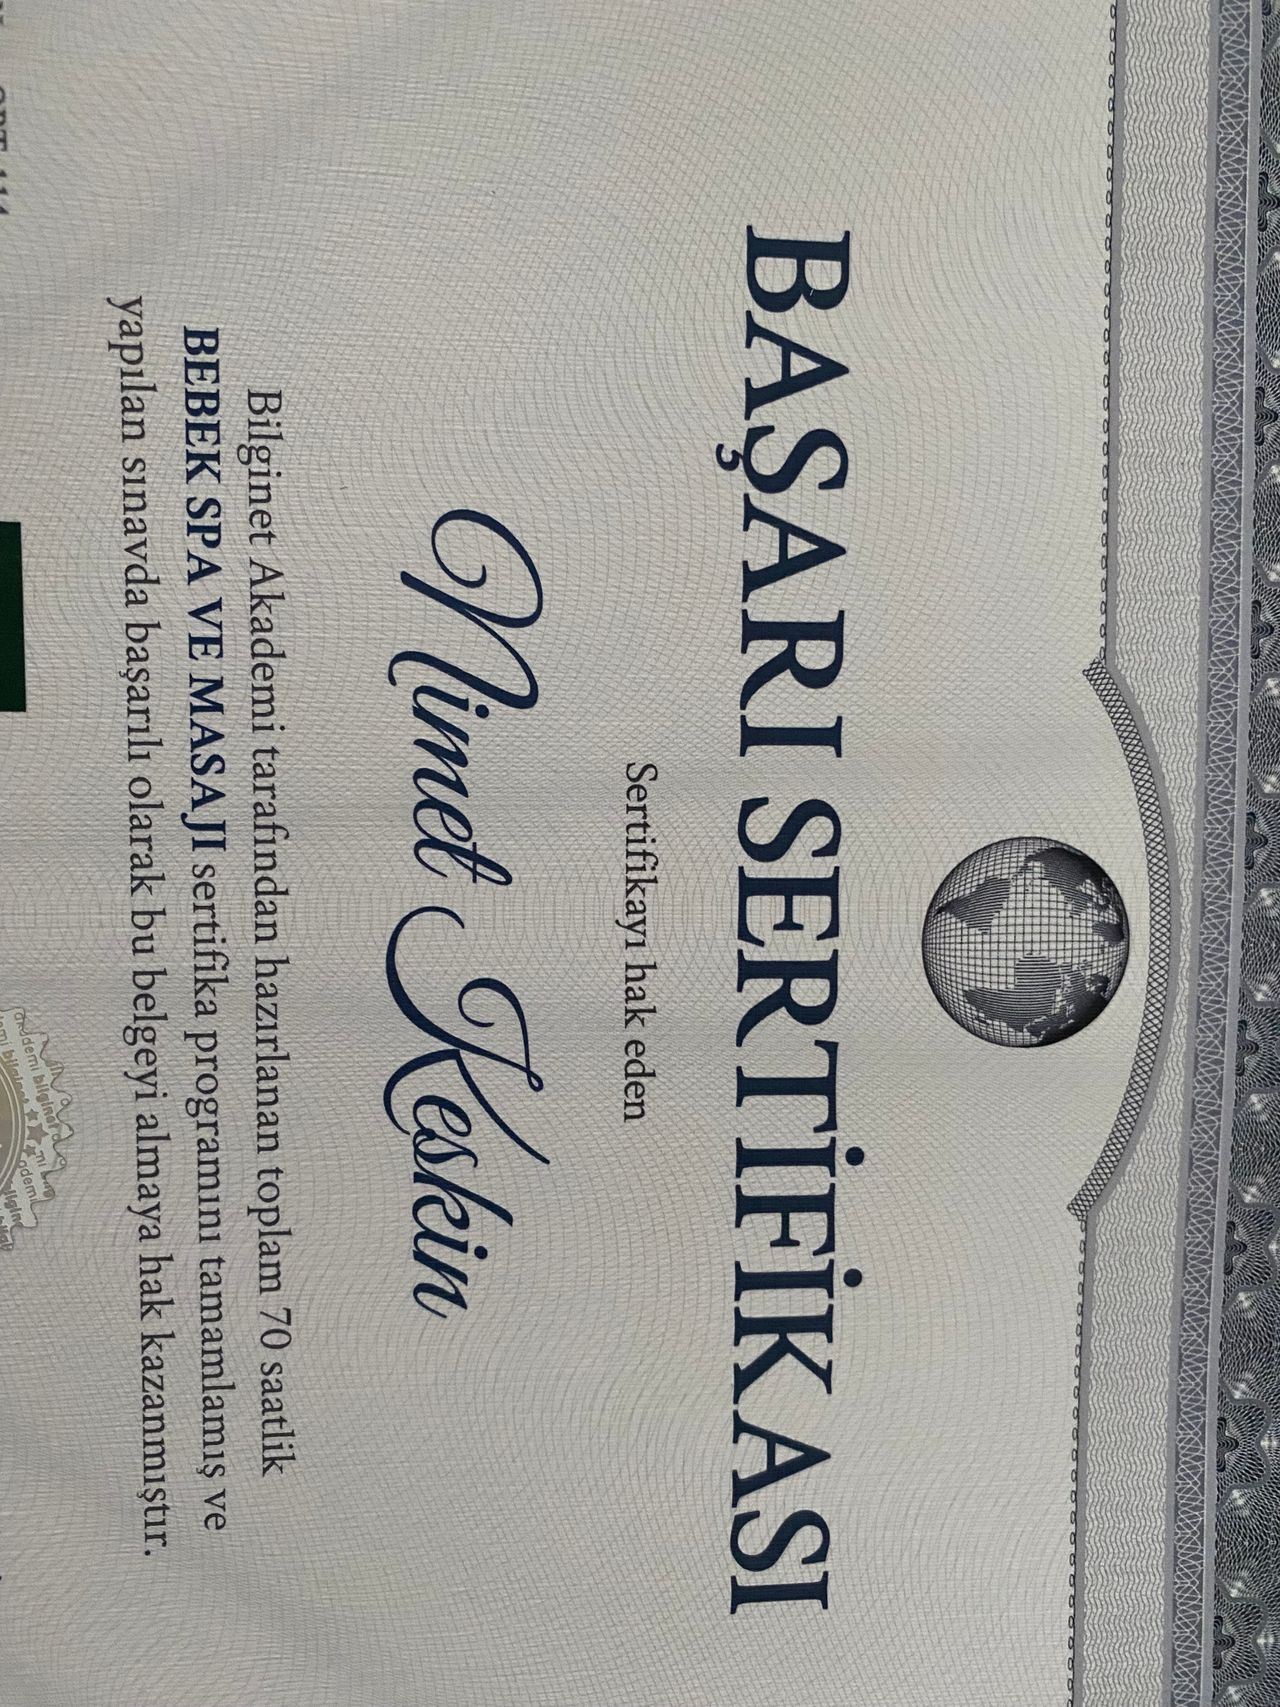 BAŞARI SERTİFİKASI
Sertifikayı hak eden
Nimet Keskin
Bilginet Akademi tarafından hazırlanan toplam 70 saatlik
BEBEK SPA VE MASAJI sertifika programını tamamlamış ve
yapılan sınavda başarılı olarak bu belgeyi almaya hak kazanmıştır.